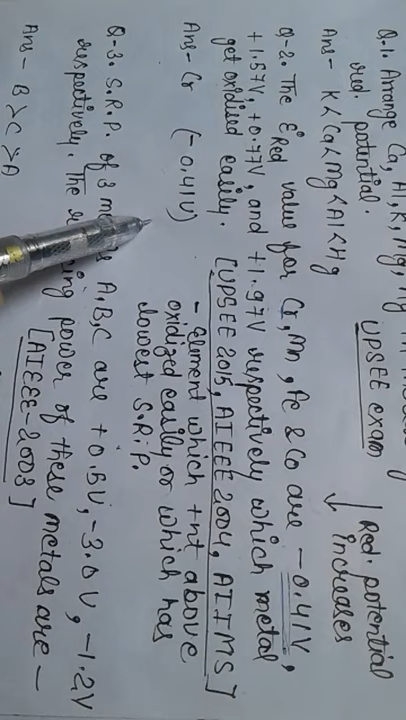 Q-1. Arrange Ca, Al, K, Mg, Hg in
red. potential.
UPSEE exam
Ans- K<Ca<Mg<Al<Hg
Red. potential
increases
Q-2. The E°Red value for Cr, Mn, Fe & Co are -0.41V,
+1.57V, +0.77V, and +1.97V respectively which metal
get oxidised easily. [UPSEE 2015, AIEEE 2004, AIIMS]
Ans- Cr (-0.41V)
- Element which +nt above
oxidized easily or which has
lowest S.R.P.
Q-3. S.R.P. of 3 A,B,C are +0.5V, -3.0V, -1.2V
respectively. The power of these metals are -
[AIEEE-2003]
Ans- B>C>A